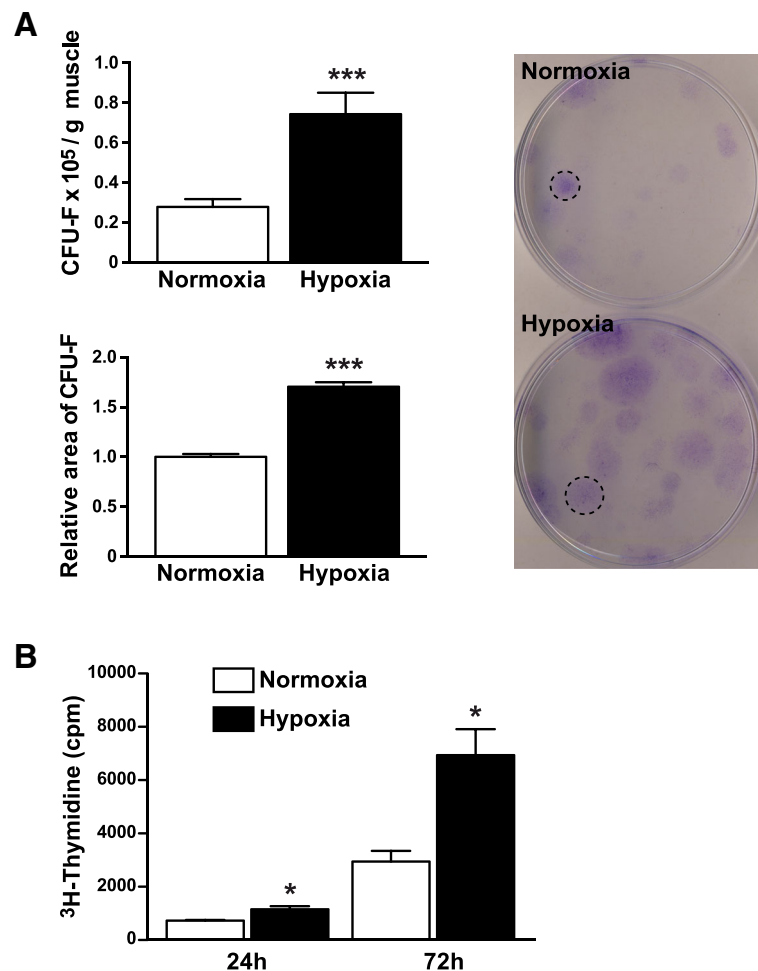 A
CFU-F x 10⁵ / g muscle
1.0
0.8
0.6
0.4
0.2
0
***
Normoxia Hypoxia
Relative area of CFU-F
2.0
1.5
1.0
0.5
0
***
Normoxia Hypoxia
Normoxia
Hypoxia
B
³H-Thymidine (cpm)
10000
8000
6000
4000
2000
0
Normoxia
Hypoxia
*
*
24h 72h